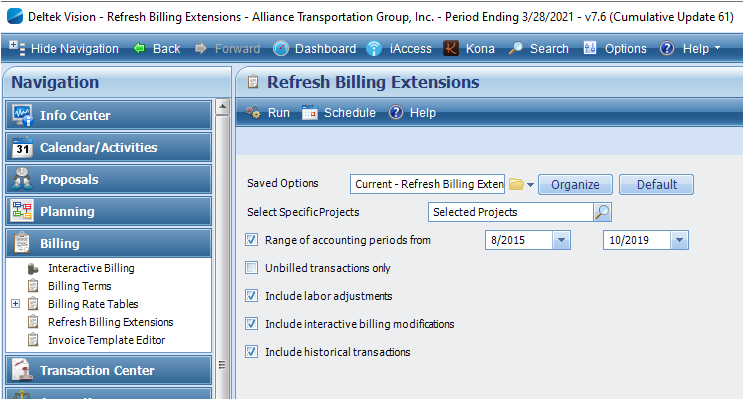 Deltek Vision - Refresh Billing Extensions - Alliance Transportation Group, Inc. - Period Ending 3/28/2021 - v7.6 (Cumulative Update 61)
Hide Navigation Back Forward Dashboard iAccess K Kona Search Options ? Help
Navigation
Info Center
31 Calendar/Activities
Proposals
Planning
Billing
Interactive Billing
Billing Terms
Billing Rate Tables
Refresh Billing Extensions
Invoice Template Editor
Transaction Center
Refresh Billing Extensions
Run Schedule ? Help
Saved Options Current - Refresh Billing Exten Organize Default
Select SpecificProjects Selected Projects
Range of accounting periods from 8/2015 10/2019
Unbilled transactions only
Include labor adjustments
Include interactive billing modifications
Include historical transactions